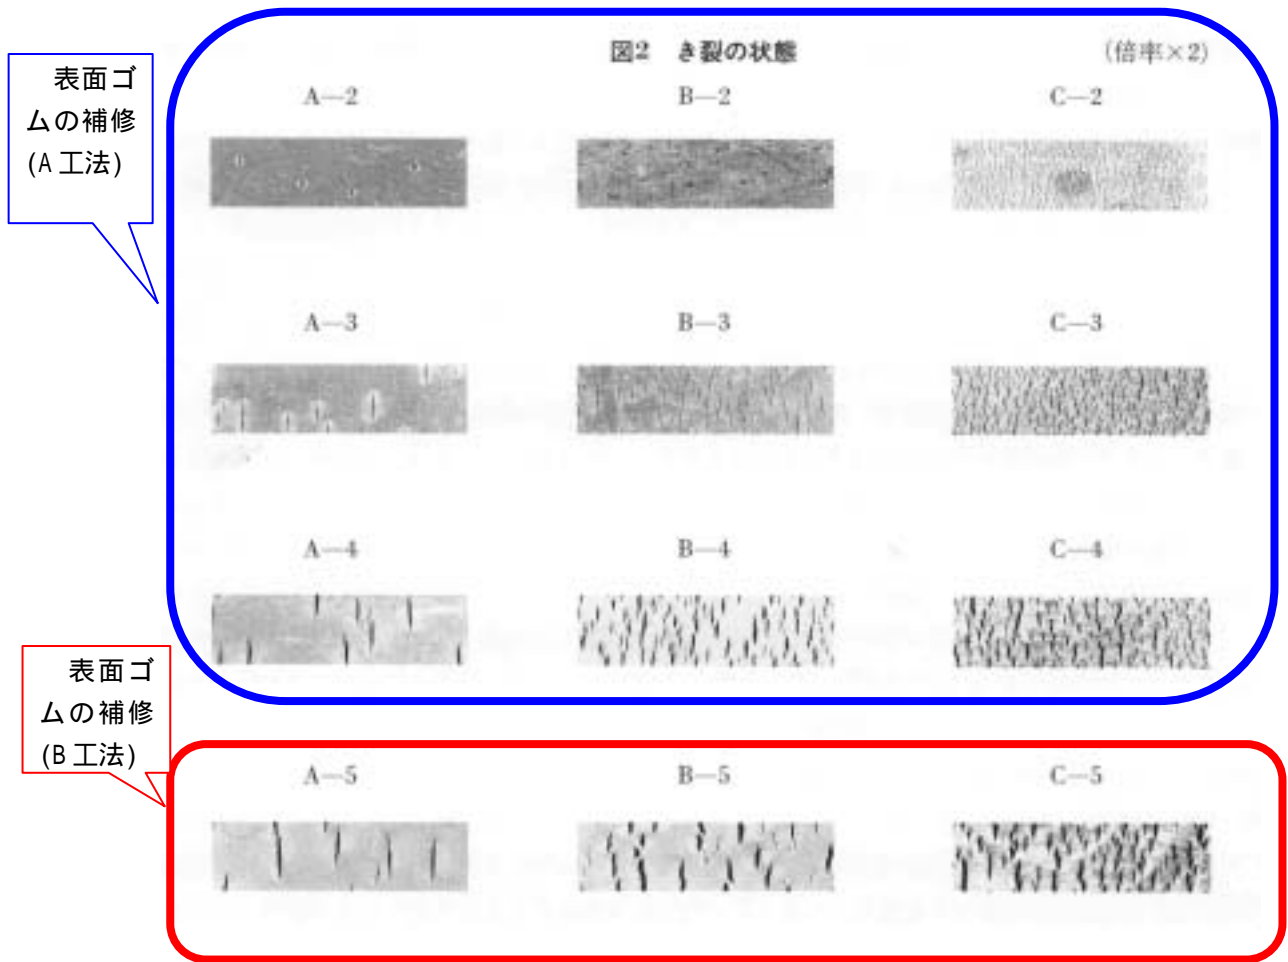 図2 き裂の状態
(倍率×2)
表面ゴ
ムの補修
(A工法)
A—2
B—2
C—2
A—3
B—3
C—3
A—4
B—4
C—4
表面ゴ
ムの補修
(B工法)
A—5
B—5
C—5